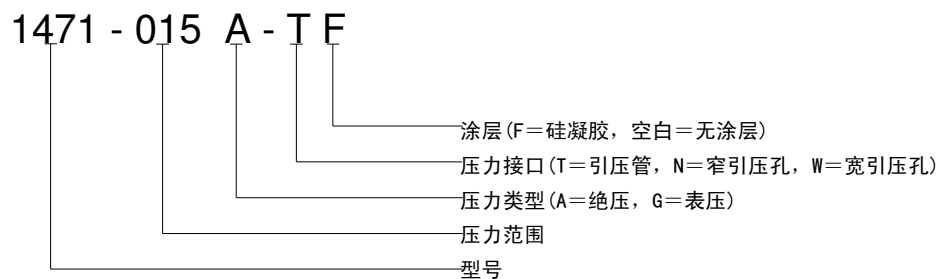 1471 - 015 A - T F
涂层(F＝硅凝胶，空白＝无涂层)
压力接口(T＝引压管，N＝窄引压孔，W＝宽引压孔)
压力类型(A＝绝压，G＝表压)
压力范围
型号